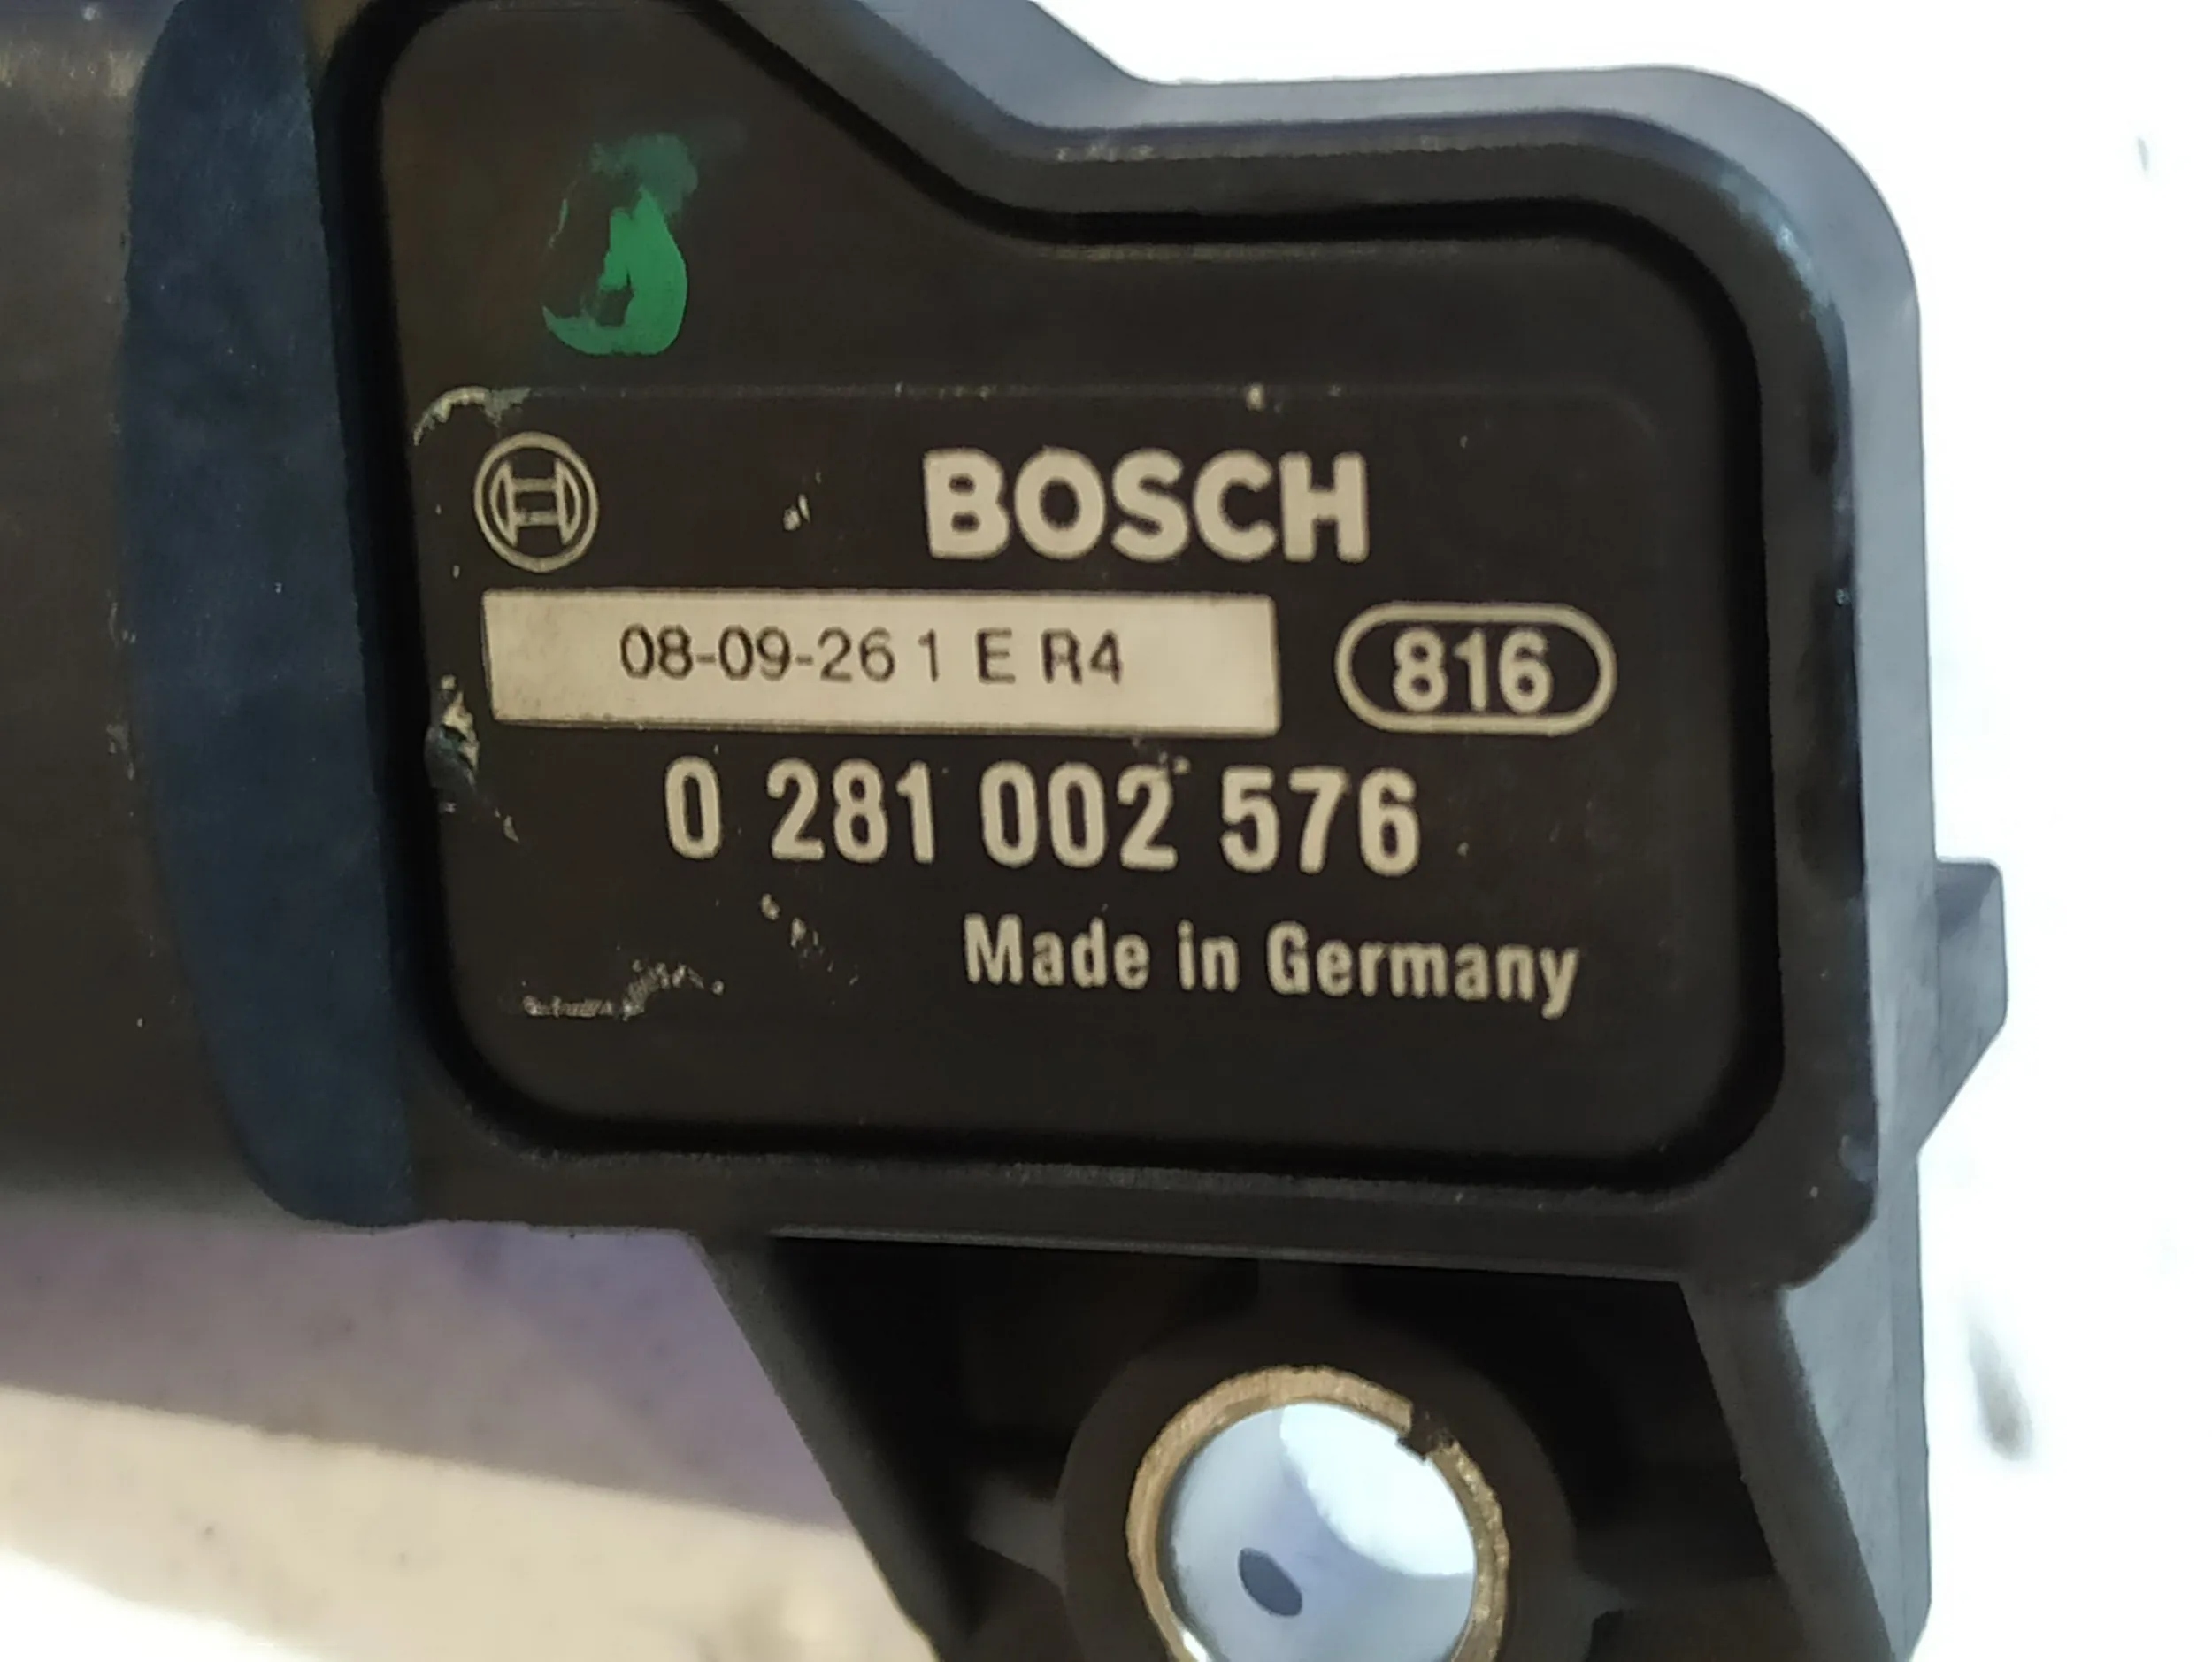 BOSCH
08-09-26 1 E R4
816
0 281 002 576
Made in Germany